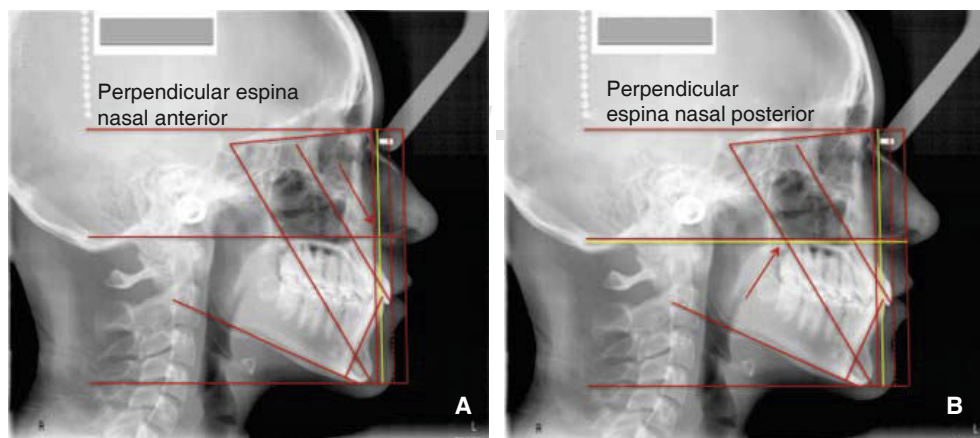 Perpendicular espina
nasal anterior
A
Perpendicular
espina nasal posterior
B